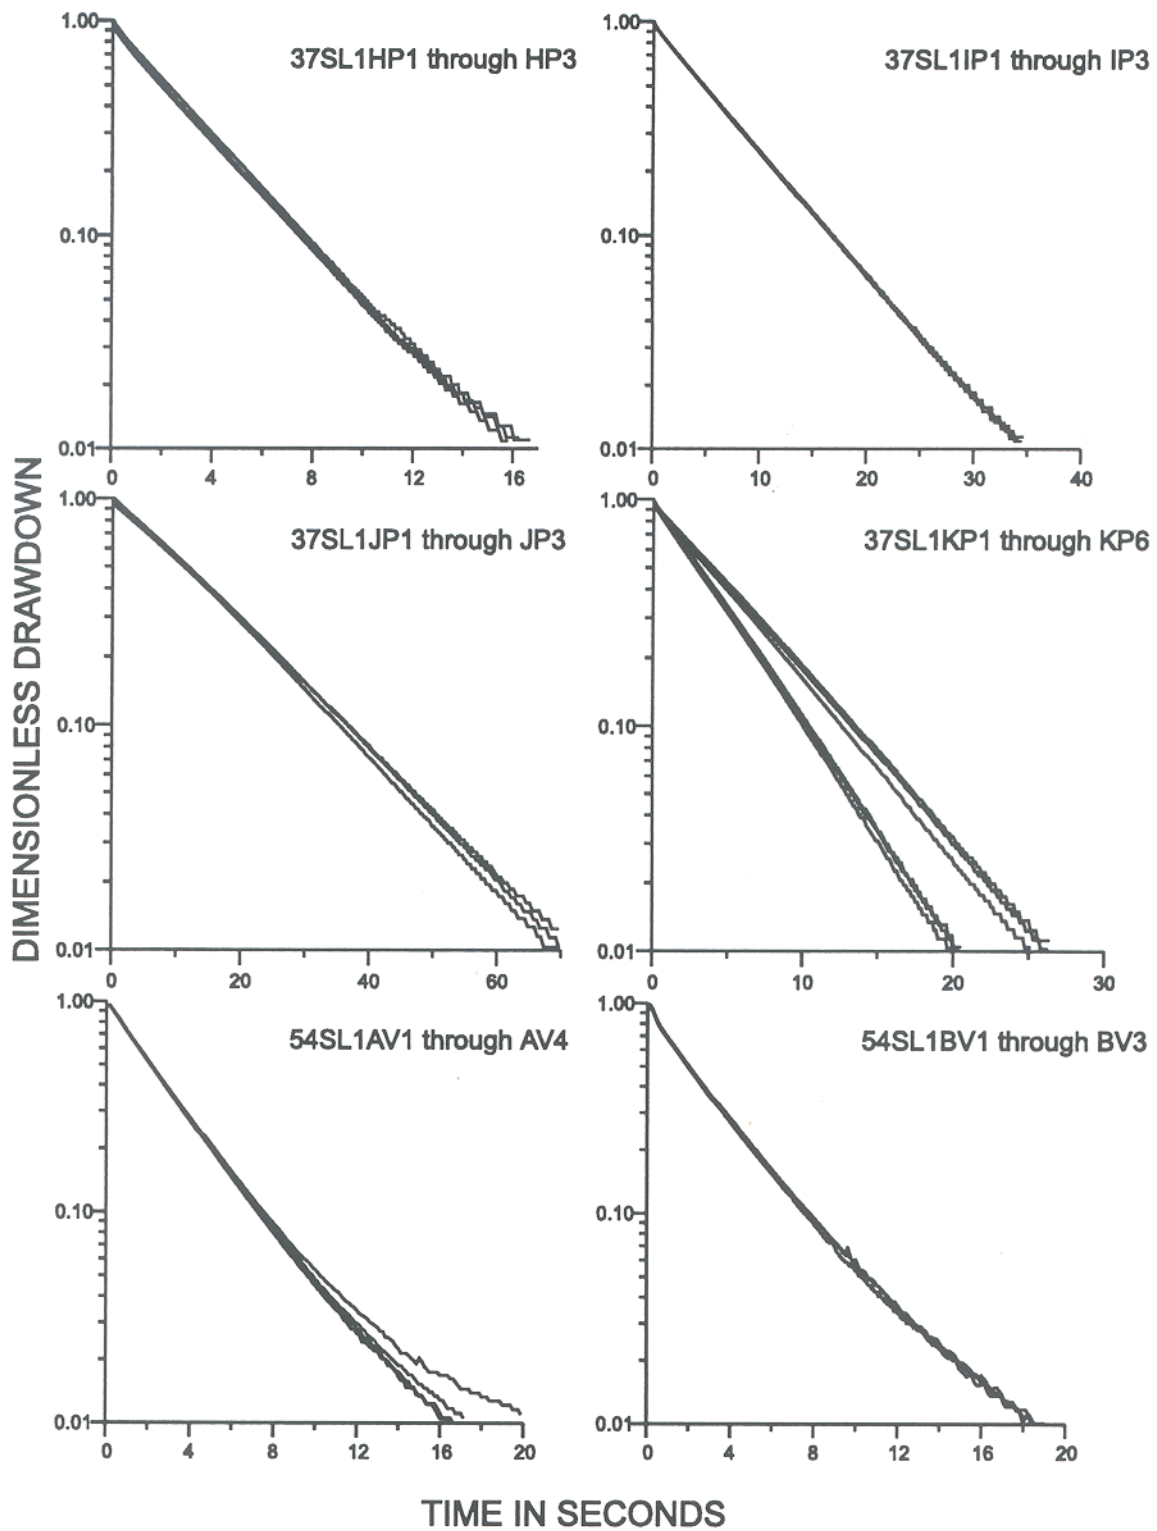 37SL1HP1 through HP3
1.00
0.10
0.01
0 4 8 12 16
37SL1IP1 through IP3
1.00
0.10
0.01
0 10 20 30 40
37SL1JP1 through JP3
1.00
0.10
0.01
0 20 40 60
37SL1KP1 through KP6
1.00
0.10
0.01
0 10 20 30
54SL1AV1 through AV4
1.00
0.10
0.01
0 4 8 12 16 20
54SL1BV1 through BV3
1.00
0.10
0.01
0 4 8 12 16 20
DIMENSIONLESS DRAWDOWN
TIME IN SECONDS